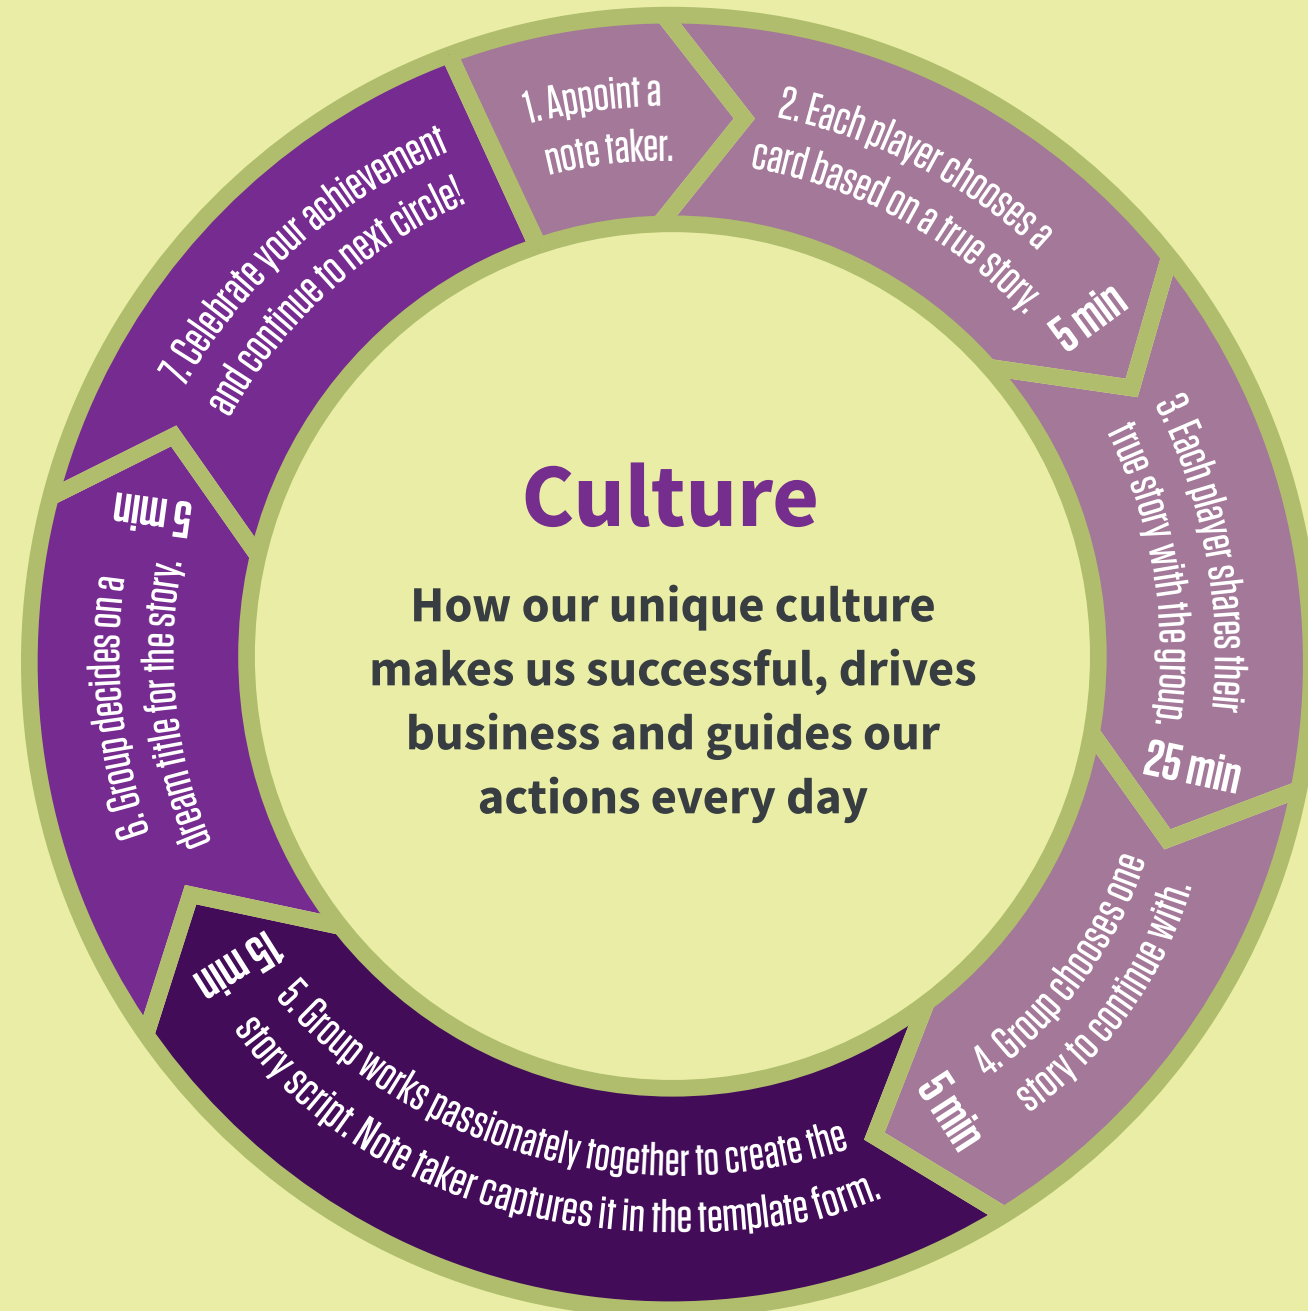 1. Appoint a
note taker.
2. Each player chooses a
card based on a true story.
5 min
3. Each player shares their
true story with the group.
25 min
4. Group chooses one
story to continue with.
5 min
5. Group works passionately together to create the
story script. Note taker captures it in the template form.
15 min
6. Group decides on a
dream title for the story.
5 min
7. Celebrate your achievement
and continue to next circle!
Culture
How our unique culture
makes us successful, drives
business and guides our
actions every day